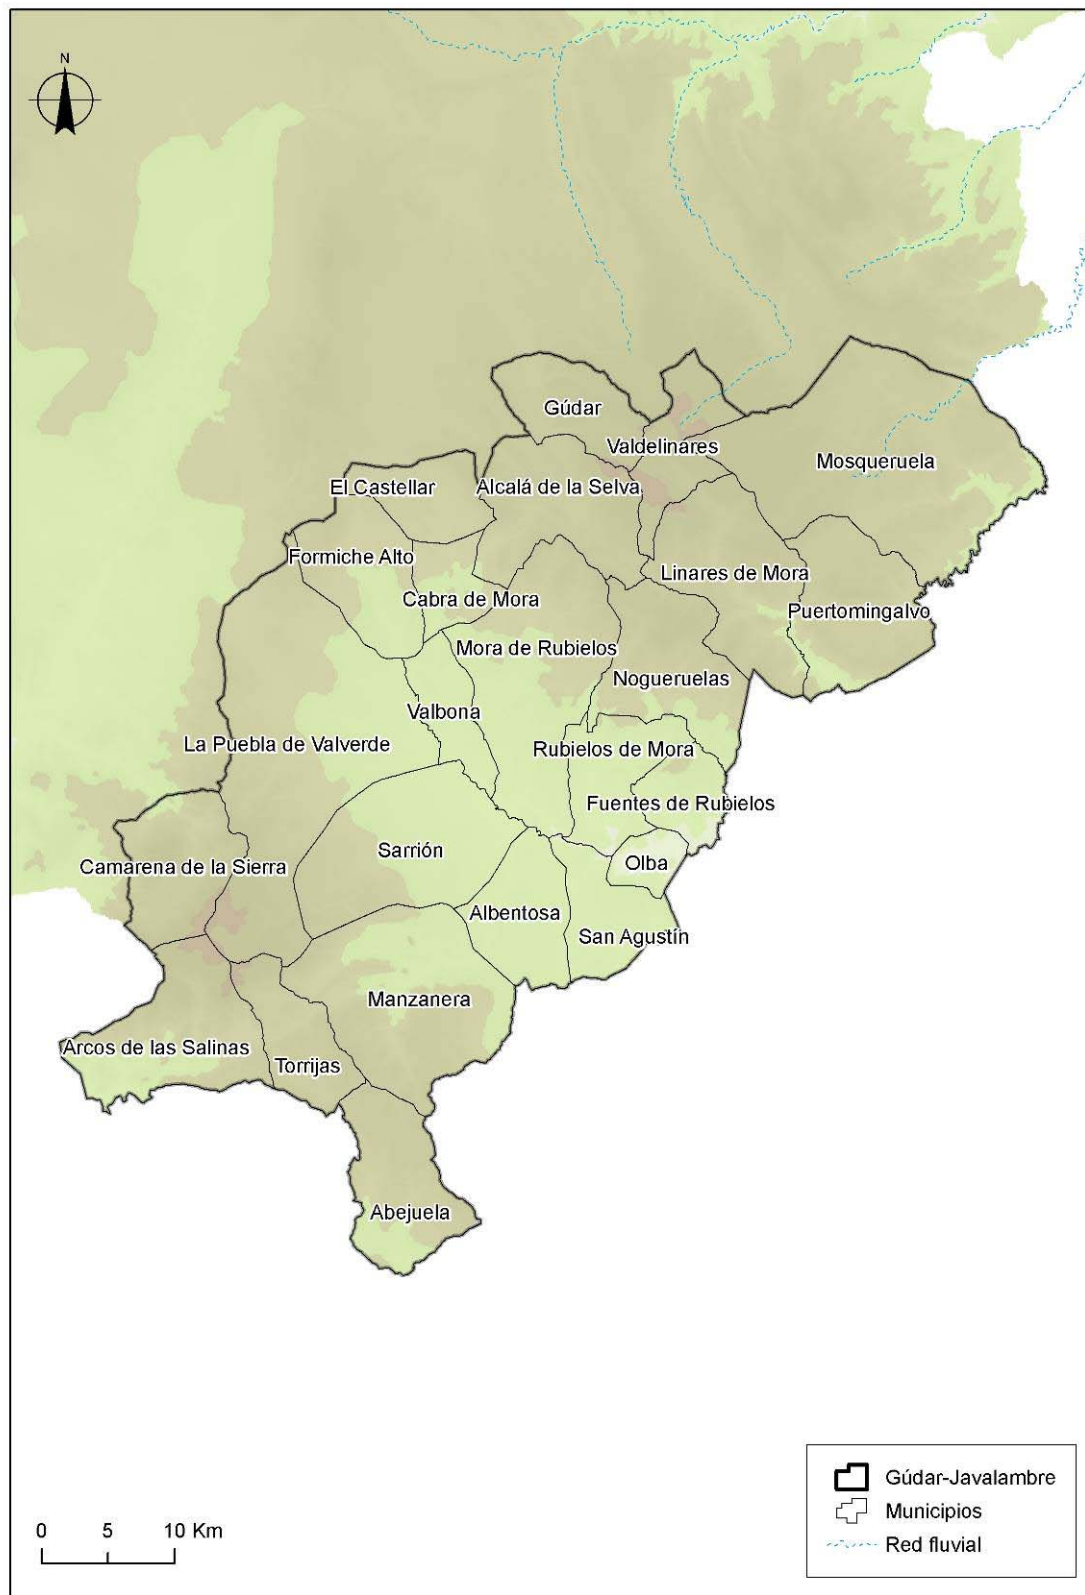 N
Gúdar
Valdelinares
Mosqueruela
El Castellar
Alcalá de la Selva
Formiche Alto
Linares de Mora
Cabra de Mora
Puertomingalvo
Mora de Rubielos
Nogueruelas
Valbona
La Puebla de Valverde
Rubielos de Mora
Fuentes de Rubielos
Sarrión
Olba
Camarena de la Sierra
Albentosa
San Agustín
Manzanera
Arcos de las Salinas
Torrijas
Abejuela
Gúdar-Javalambre
Municipios
Red fluvial
0 5 10 Km